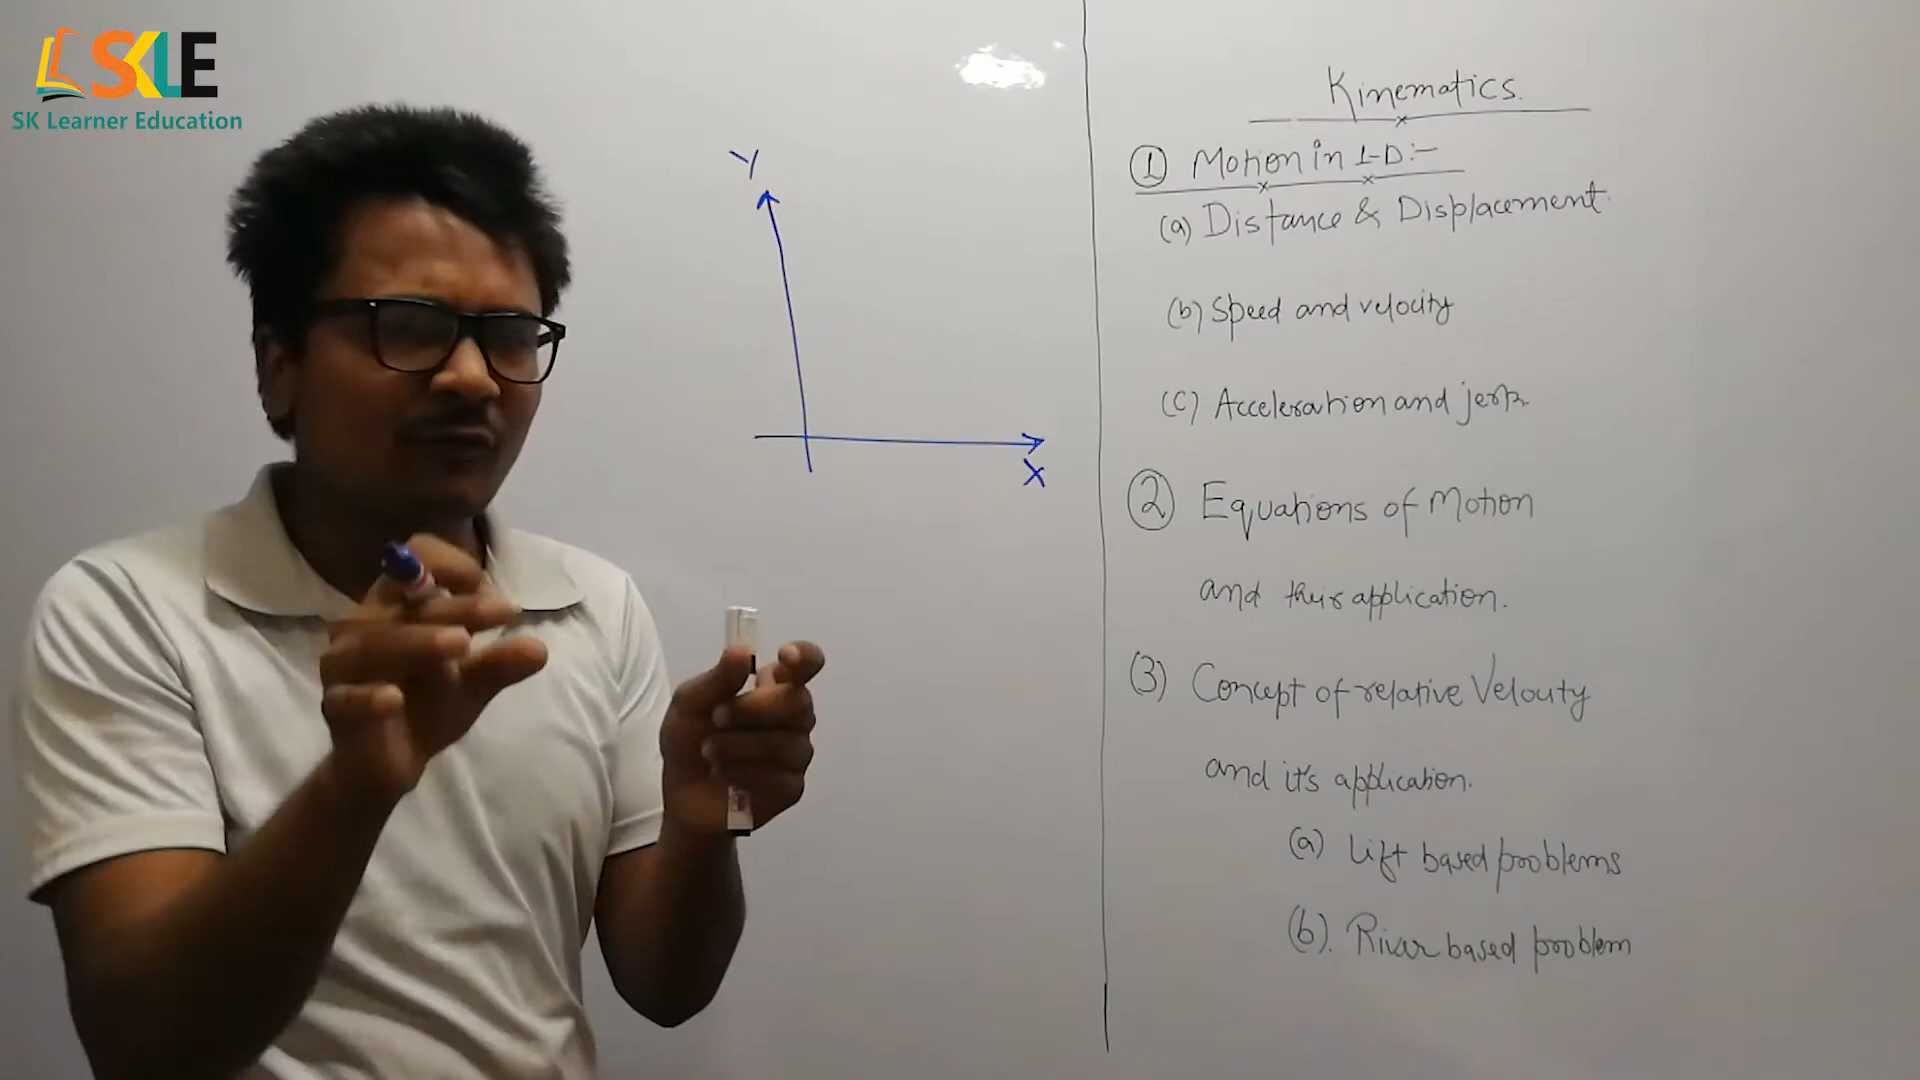 SKLE
SK Learner Education
Y
X
Kinematics.
① Motion in 1-D:-
(a) Distance & Displacement.
(b) Speed and velocity
(c) Acceleration and jerk
② Equations of Motion
and their application.
(3) Concept of relative Velocity
and it's application.
(a) Lift based problems
(b). River based problem